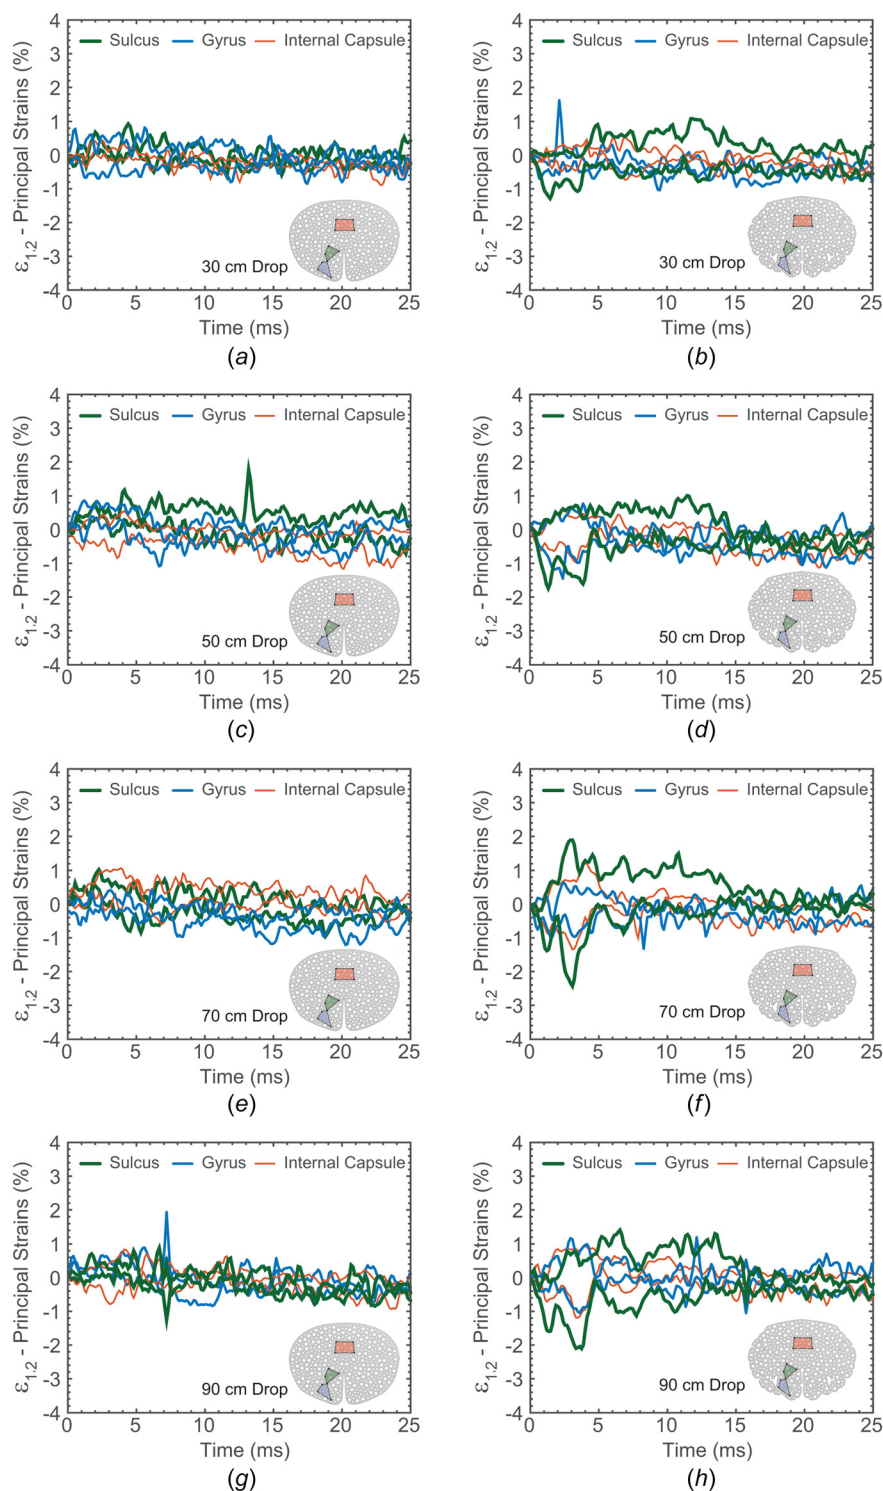 4
3
2
1
0
-1
-2
-3
-4
ε1,2 - Principal Strains (%)
Sulcus Gyrus Internal Capsule
30 cm Drop
0 5 10 15 20 25
Time (ms)
(a)
4
3
2
1
0
-1
-2
-3
-4
ε1,2 - Principal Strains (%)
Sulcus Gyrus Internal Capsule
30 cm Drop
0 5 10 15 20 25
Time (ms)
(b)
4
3
2
1
0
-1
-2
-3
-4
ε1,2 - Principal Strains (%)
Sulcus Gyrus Internal Capsule
50 cm Drop
0 5 10 15 20 25
Time (ms)
(c)
4
3
2
1
0
-1
-2
-3
-4
ε1,2 - Principal Strains (%)
Sulcus Gyrus Internal Capsule
50 cm Drop
0 5 10 15 20 25
Time (ms)
(d)
4
3
2
1
0
-1
-2
-3
-4
ε1,2 - Principal Strains (%)
Sulcus Gyrus Internal Capsule
70 cm Drop
0 5 10 15 20 25
Time (ms)
(e)
4
3
2
1
0
-1
-2
-3
-4
ε1,2 - Principal Strains (%)
Sulcus Gyrus Internal Capsule
70 cm Drop
0 5 10 15 20 25
Time (ms)
(f)
4
3
2
1
0
-1
-2
-3
-4
ε1,2 - Principal Strains (%)
Sulcus Gyrus Internal Capsule
90 cm Drop
0 5 10 15 20 25
Time (ms)
(g)
4
3
2
1
0
-1
-2
-3
-4
ε1,2 - Principal Strains (%)
Sulcus Gyrus Internal Capsule
90 cm Drop
0 5 10 15 20 25
Time (ms)
(h)